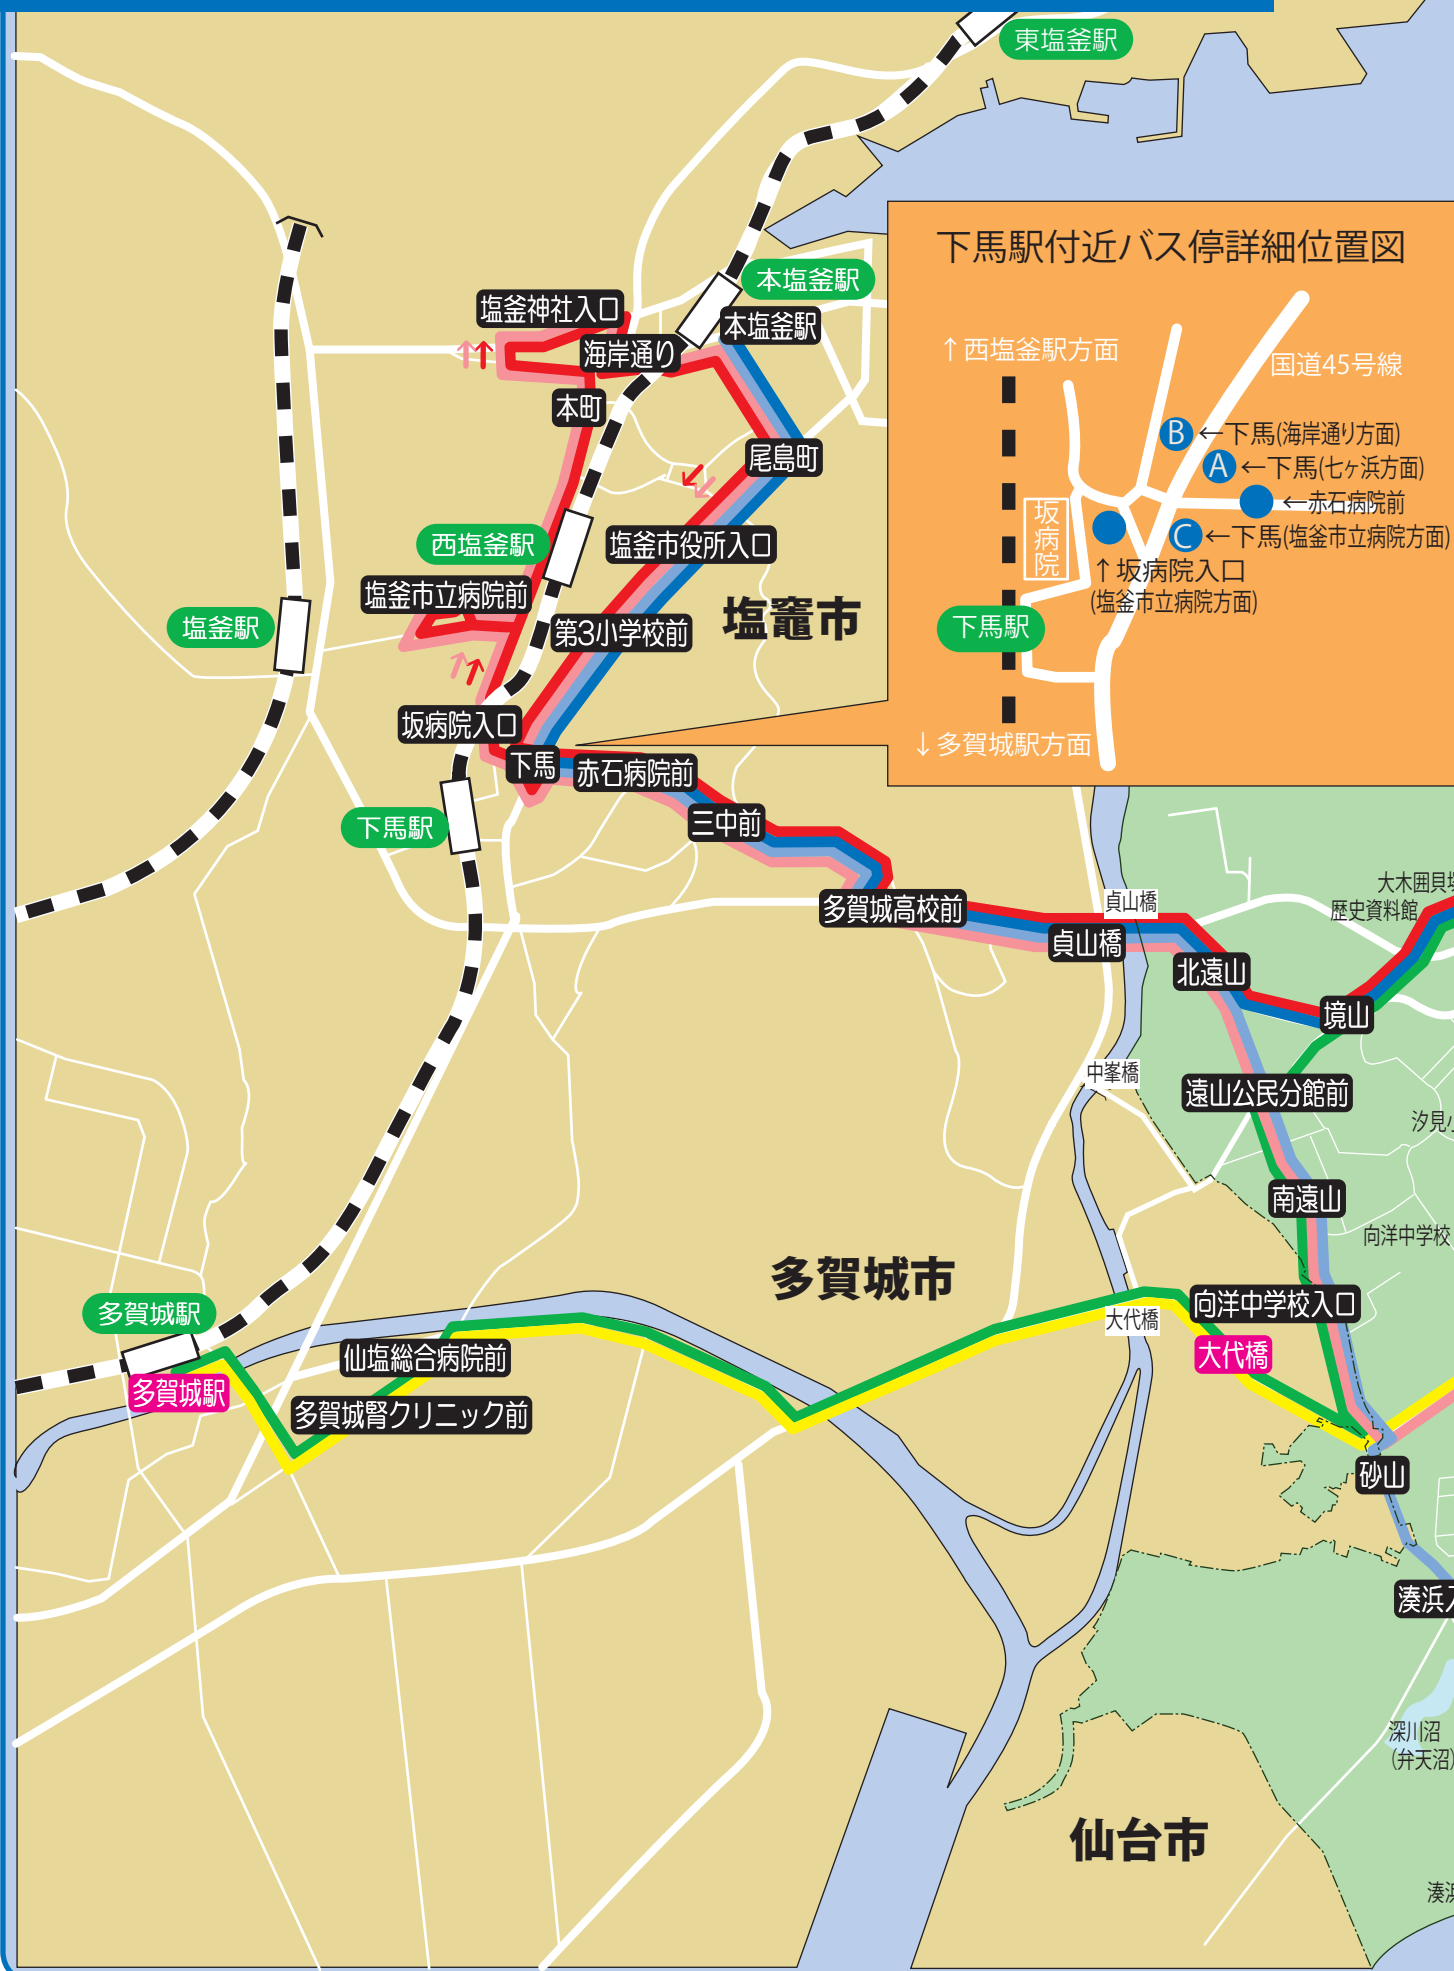 東塩釜駅
本塩釜駅
塩釜神社入口
本塩釜駅
海岸通り
本町
尾島町
西塩釜駅
塩釜市役所入口
塩釜市立病院前
塩釜駅
第3小学校前
塩竈市
坂病院入口
下馬
赤石病院前
下馬駅
三中前
下馬駅付近バス停詳細位置図
↑西塩釜駅方面
国道45号線
B ←下馬(海岸通り方面)
A ←下馬(七ヶ浜方面)
←赤石病院前
坂病院
C ←下馬(塩釜市立病院方面)
↑坂病院入口
(塩釜市立病院方面)
下馬駅
↓多賀城駅方面
大木囲貝
歴史資料館
多賀城高校前
貞山橋
貞山橋
北遠山
境山
中峯橋
遠山公民分館前
汐見
南遠山
向洋中学校
多賀城市
向洋中学校入口
多賀城駅
大代橋
大代橋
仙塩総合病院前
多賀城駅
多賀城腎クリニック前
砂山
湊浜
深川沼
(弁天沼)
仙台市
湊